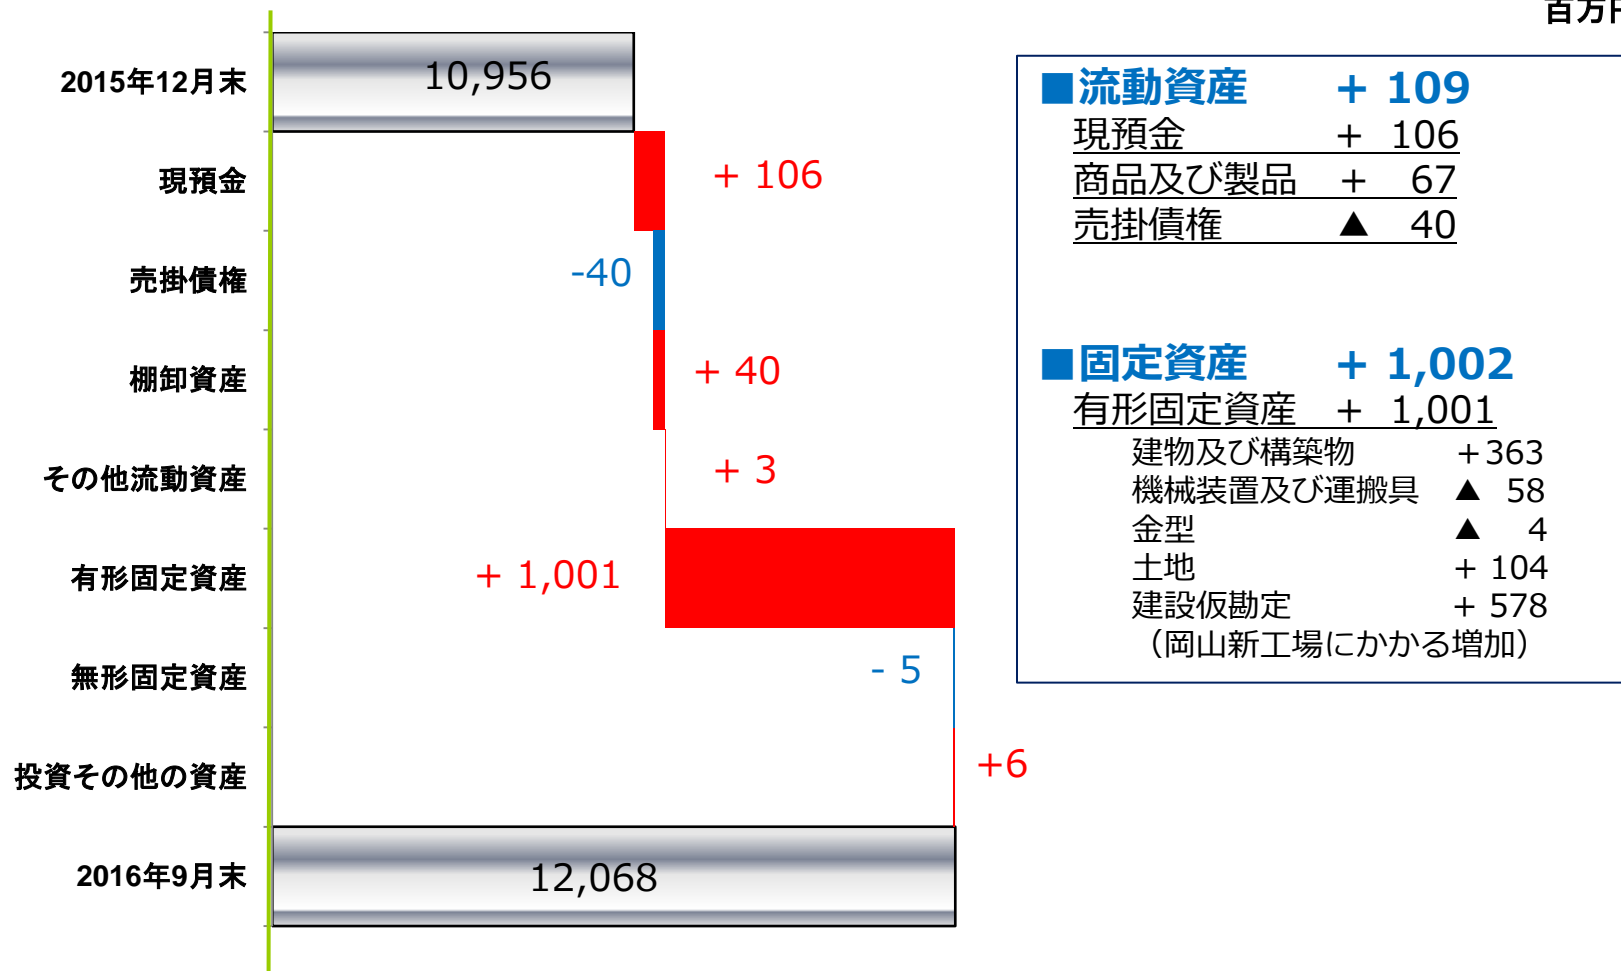 百万円
2015年12月末 10,956
現預金 + 106
売掛債権 -40
棚卸資産 + 40
その他流動資産 + 3
有形固定資産 + 1,001
無形固定資産 - 5
投資その他の資産 +6
2016年9月末 12,068
■流動資産 + 109
現預金 + 106
商品及び製品 + 67
売掛債権 ▲ 40
■固定資産 + 1,002
有形固定資産 + 1,001
建物及び構築物 +363
機械装置及び運搬具 ▲ 58
金型 ▲ 4
土地 + 104
建設仮勘定 + 578
（岡山新工場にかかる増加）